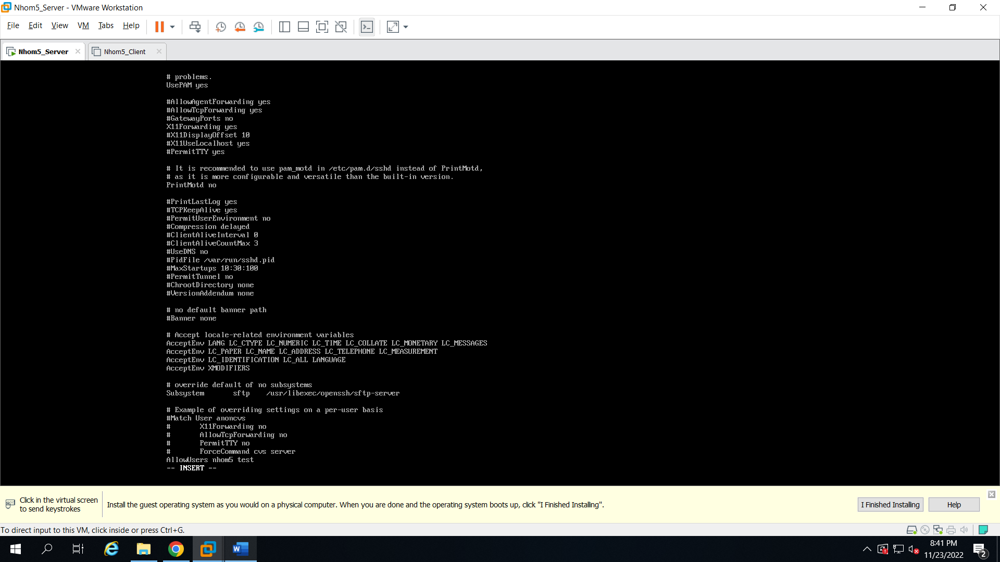 Nhom5_Server - VMware Workstation
File Edit View VM Tabs Help
Nhom5_Server
Nhom5_Client
# problems.
UsePAM yes
#AllowAgentForwarding yes
#AllowTcpForwarding yes
#GatewayPorts no
X11Forwarding yes
#X11DisplayOffset 10
#X11UseLocalhost yes
#PermitTTY yes
# It is recommended to use pam_motd in /etc/pam.d/sshd instead of PrintMotd,
# as it is more configurable and versatile than the built-in version.
PrintMotd no
#PrintLastLog yes
#TCPKeepAlive yes
#PermitUserEnvironment no
#Compression delayed
#ClientAliveInterval 0
#ClientAliveCountMax 3
#UseDNS no
#PidFile /var/run/sshd.pid
#MaxStartups 10:30:100
#PermitTunnel no
#ChrootDirectory none
#VersionAddendum none
# no default banner path
#Banner none
# Accept locale-related environment variables
AcceptEnv LANG LC_CTYPE LC_NUMERIC LC_TIME LC_COLLATE LC_MONETARY LC_MESSAGES
AcceptEnv LC_PAPER LC_NAME LC_ADDRESS LC_TELEPHONE LC_MEASUREMENT
AcceptEnv LC_IDENTIFICATION LC_ALL LANGUAGE
AcceptEnv XMODIFIERS
# override default of no subsystems
Subsystem sftp /usr/libexec/openssh/sftp-server
# Example of overriding settings on a per-user basis
#Match User anoncvs
# X11Forwarding no
# AllowTcpForwarding no
# PermitTTY no
# ForceCommand cvs server
AllowUsers nhom5 test
-- INSERT --
Click in the virtual screen
to send keystrokes
Install the guest operating system as you would on a physical computer. When you are done and the operating system boots up, click "I Finished Installing".
I Finished Installing
Help
To direct input to this VM, click inside or press Ctrl+G.
8:41 PM
11/23/2022
2